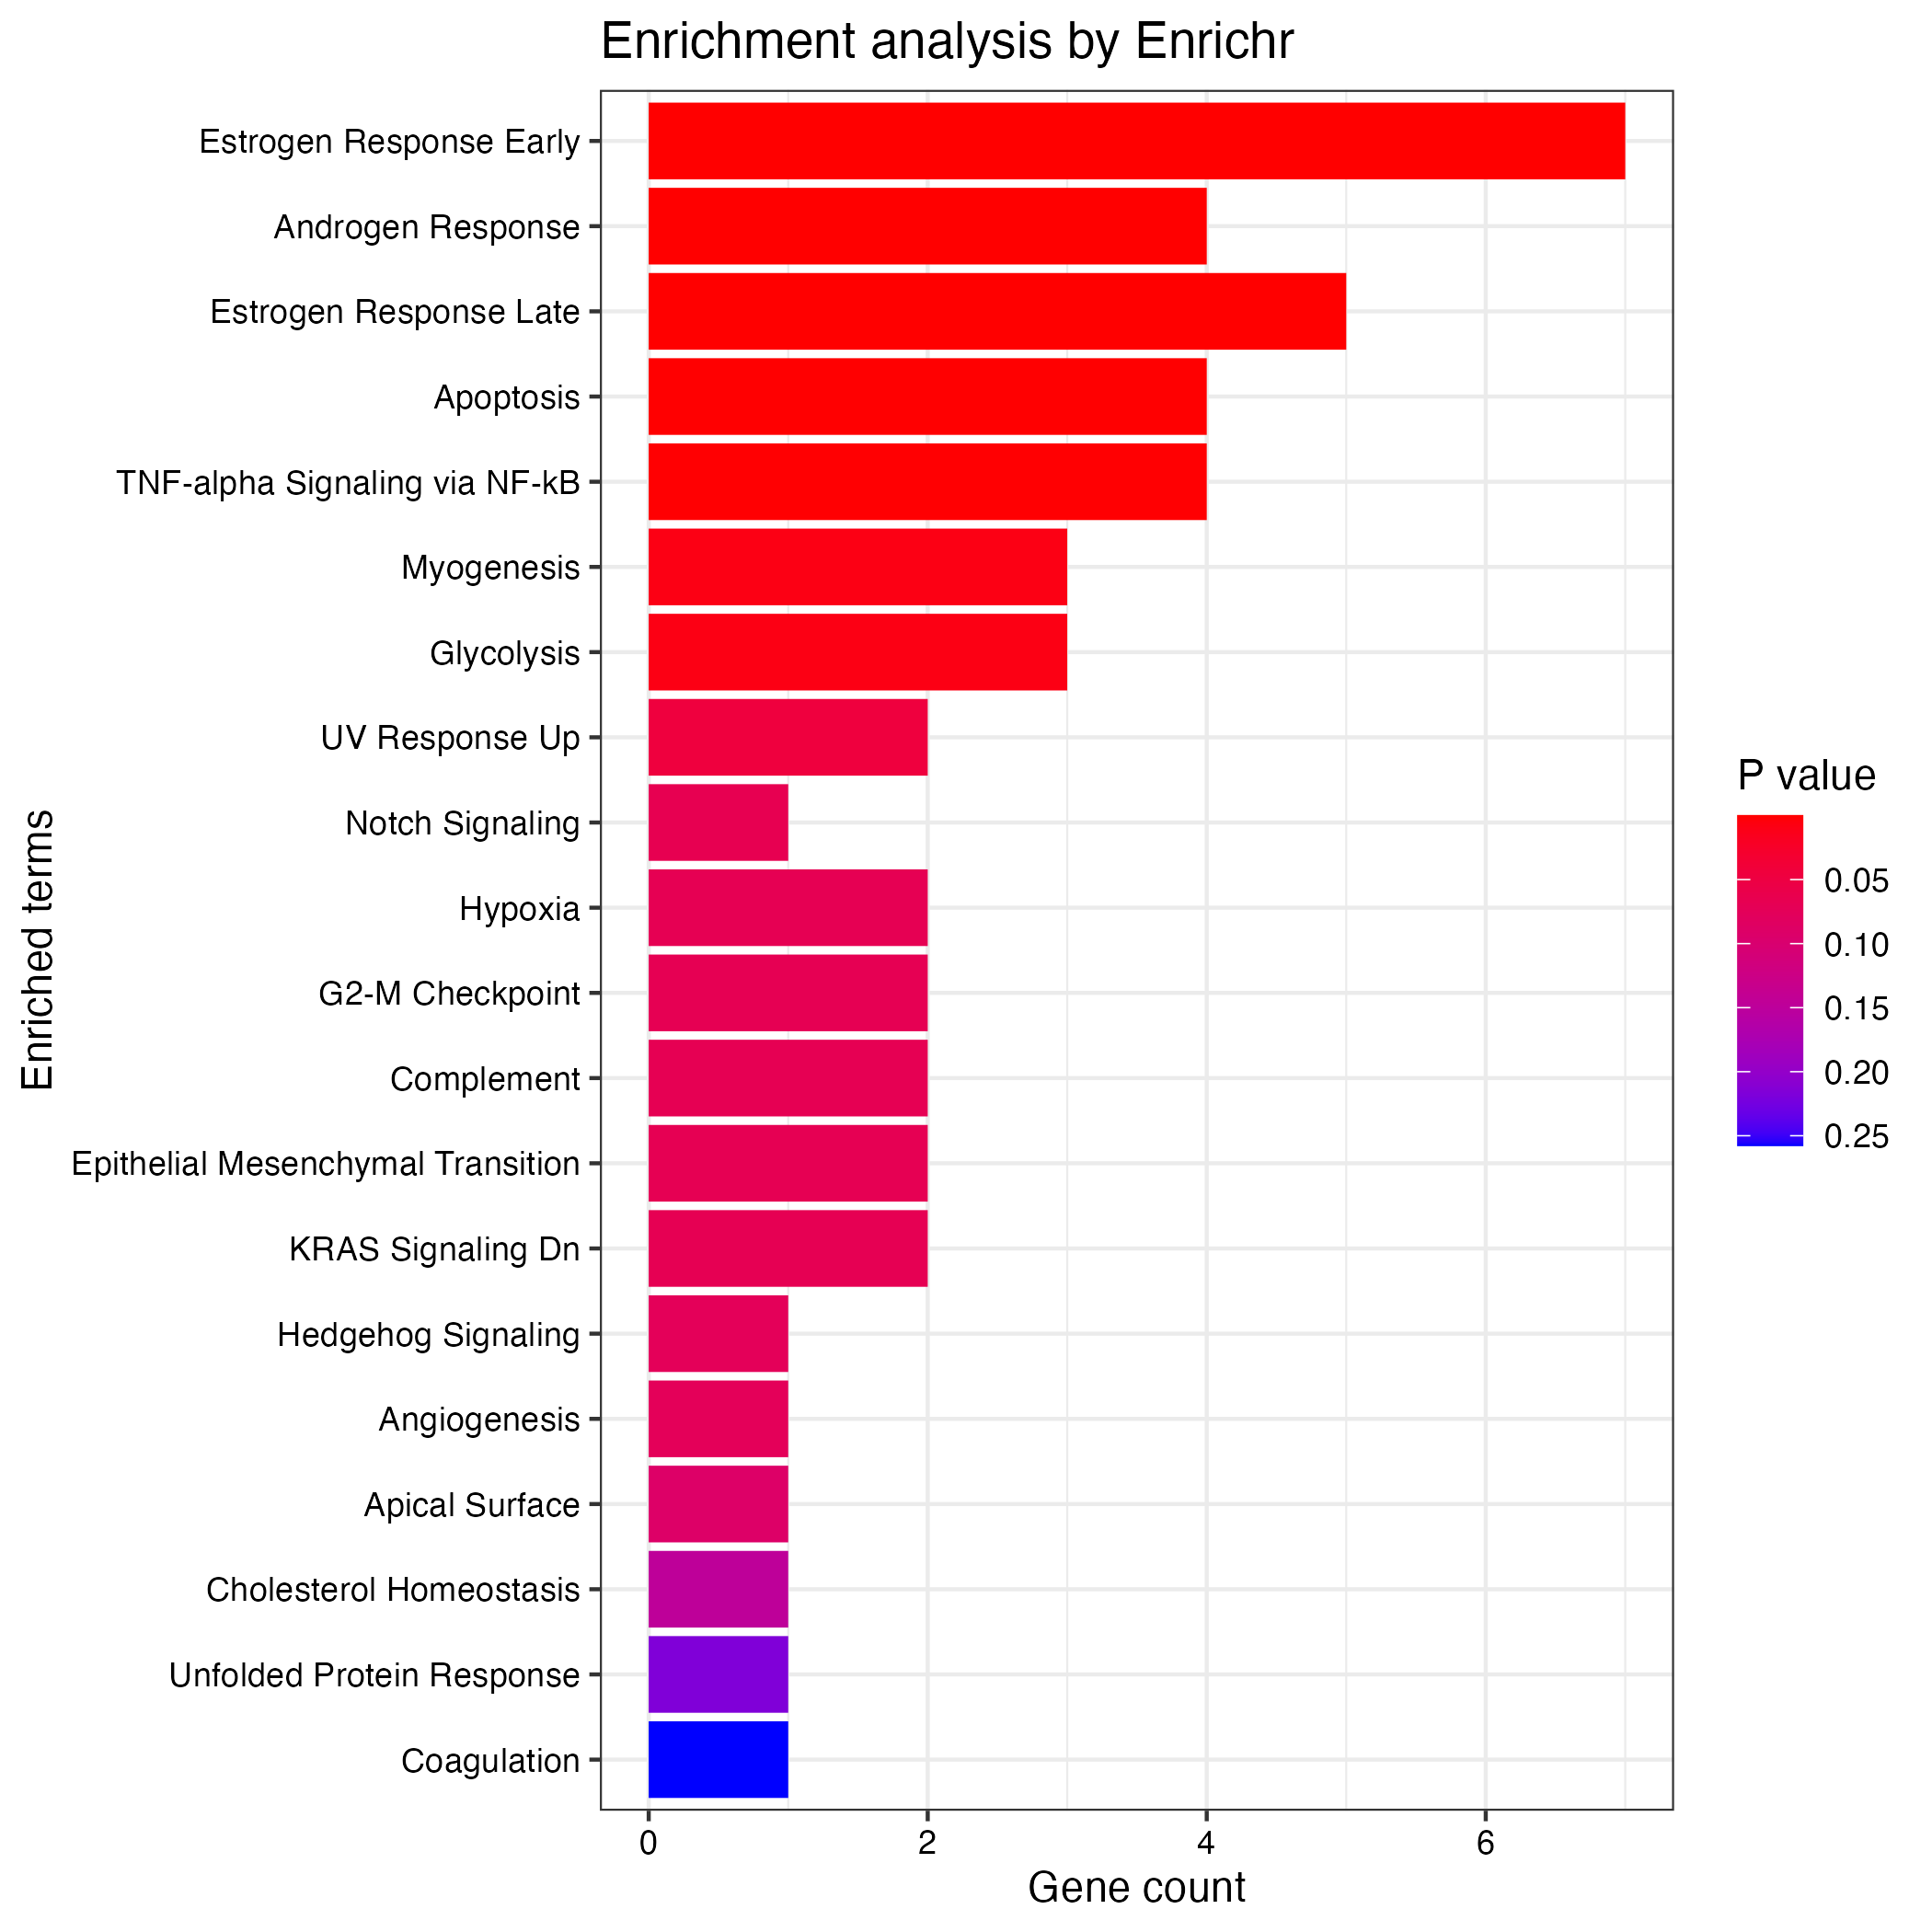 Enrichment analysis by Enrichr
Estrogen Response Early
Androgen Response
Estrogen Response Late
Apoptosis
TNF-alpha Signaling via NF-kB
Myogenesis
Glycolysis
UV Response Up
Notch Signaling
Hypoxia
G2-M Checkpoint
Complement
Epithelial Mesenchymal Transition
KRAS Signaling Dn
Hedgehog Signaling
Angiogenesis
Apical Surface
Cholesterol Homeostasis
Unfolded Protein Response
Coagulation
Enriched terms
0 2 4 6
Gene count
P value
0.05
0.10
0.15
0.20
0.25